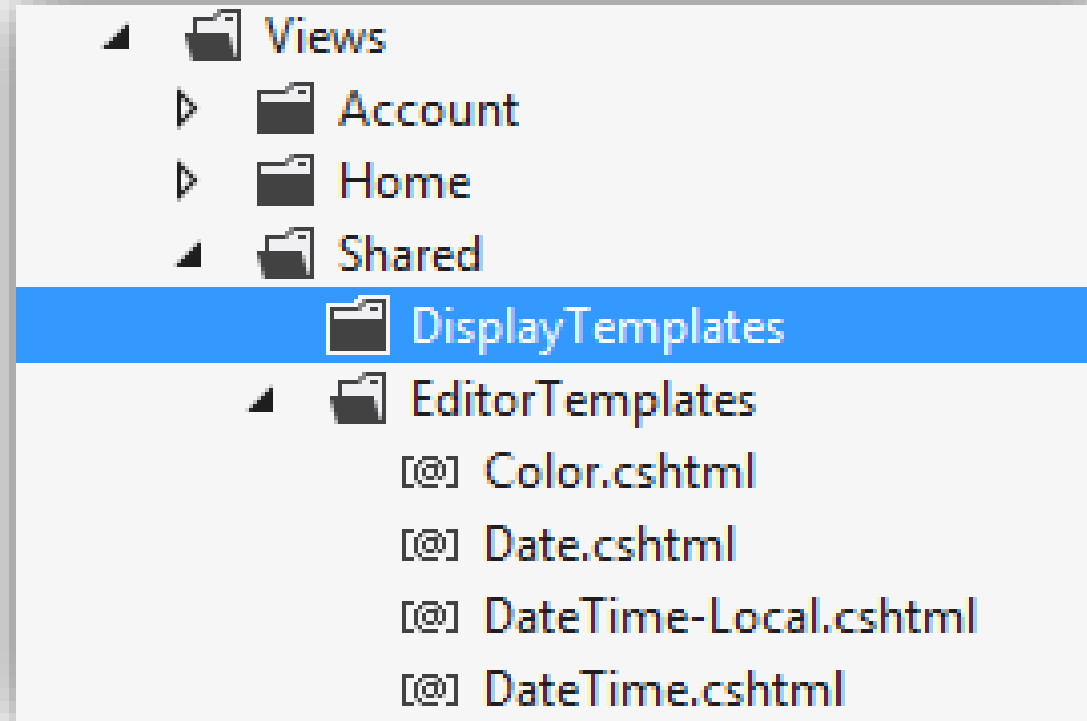 Views
Account
Home
Shared
DisplayTemplates
EditorTemplates
[@] Color.cshtml
[@] Date.cshtml
[@] DateTime-Local.cshtml
[@] DateTime.cshtml